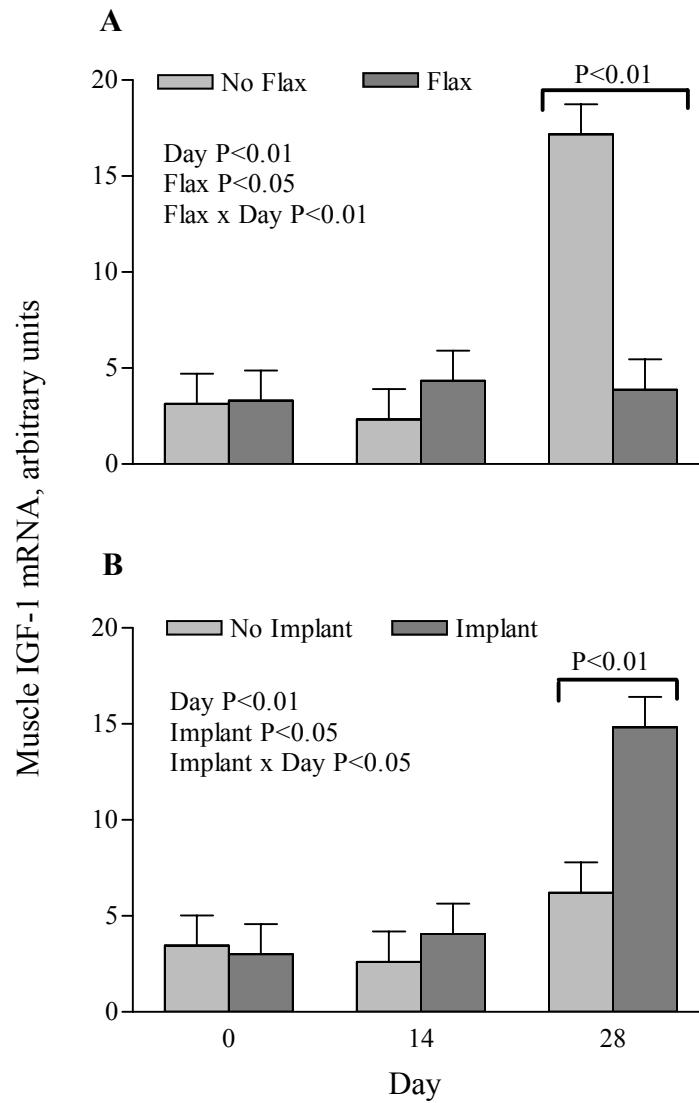 A
20
No Flax
Flax
P<0.01
Day P<0.01
Flax P<0.05
Flax x Day P<0.01
15
10
5
0
Muscle IGF-1 mRNA, arbitrary units
B
20
No Implant
Implant
P<0.01
Day P<0.01
Implant P<0.05
Implant x Day P<0.05
15
10
5
0
0 14 28
Day